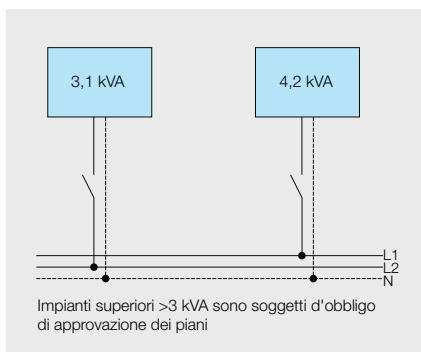 3,1 kVA
4,2 kVA
L1
L2
N
Impianti superiori >3 kVA sono soggetti d'obbligo
di approvazione dei piani